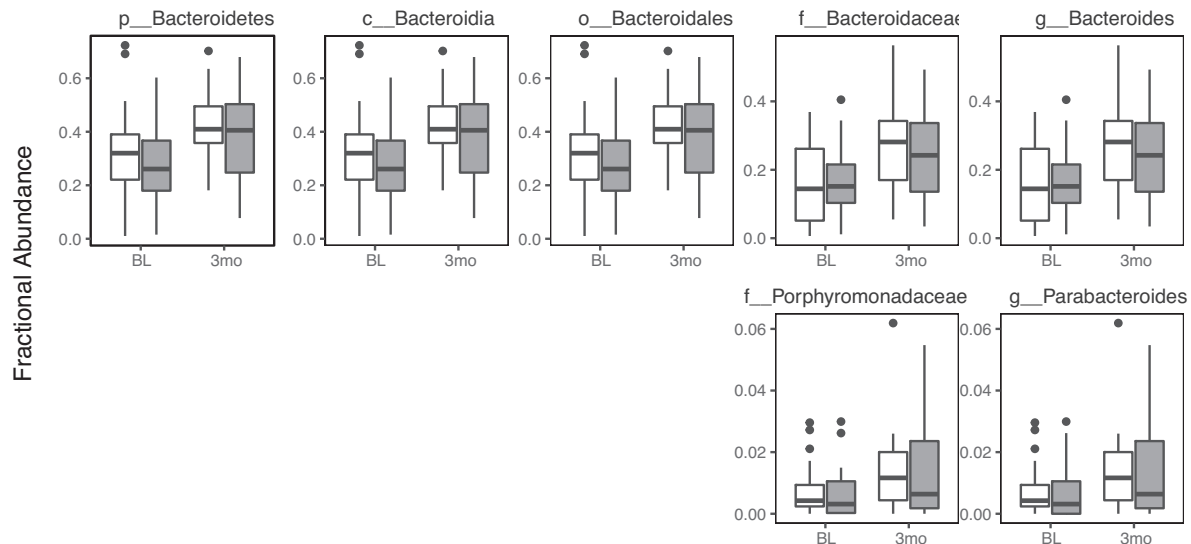 p__Bacteroidetes
c__Bacteroidia
o__Bacteroidales
f__Bacteroidaceae
g__Bacteroides
0.6
0.4
0.2
0.0
BL 3mo
0.6
0.4
0.2
0.0
BL 3mo
0.6
0.4
0.2
0.0
BL 3mo
0.4
0.2
0.0
BL 3mo
0.4
0.2
0.0
BL 3mo
Fractional Abundance
f__Porphyromonadaceae
g__Parabacteroides
0.06
0.04
0.02
0.00
BL 3mo
0.06
0.04
0.02
0.00
BL 3mo